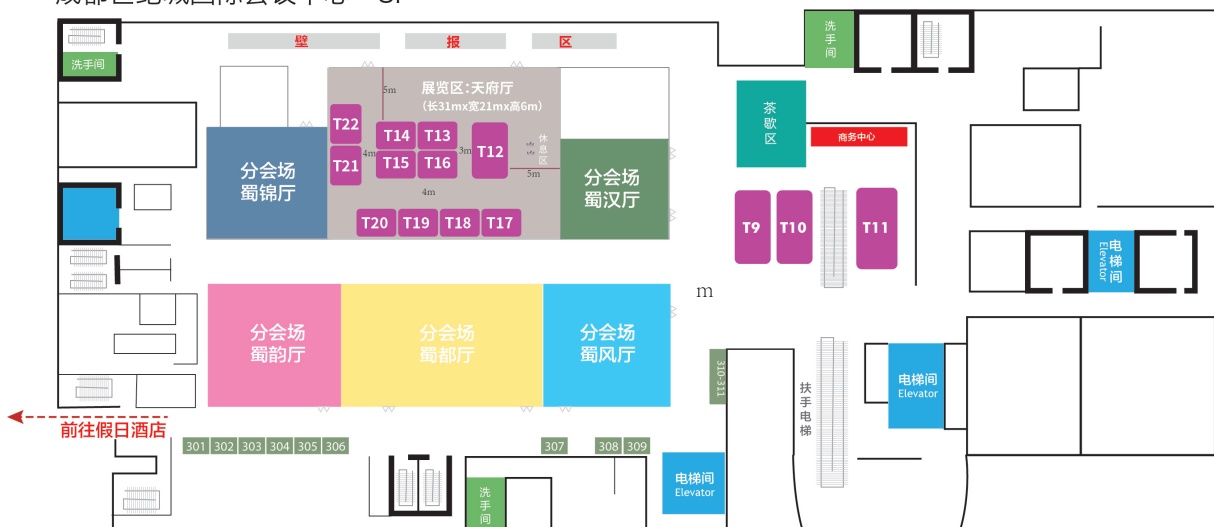 壁 报 区
洗手间
洗手间
展览区:天府厅
(长31mx宽21mx高6m)
5m
T22
T21
T14
T13
T15
T16
T12
4m
3m
休息区
5m
4m
T20
T19
T18
T17
分会场
蜀锦厅
分会场
蜀汉厅
茶歇区
商务中心
T9
T10
T11
电梯间
Elevator
m
分会场
蜀韵厅
分会场
蜀都厅
分会场
蜀风厅
310-311
扶手电梯
电梯间
Elevator
前往假日酒店
301
302
303
304
305
306
307
308
309
电梯间
Elevator
洗手间